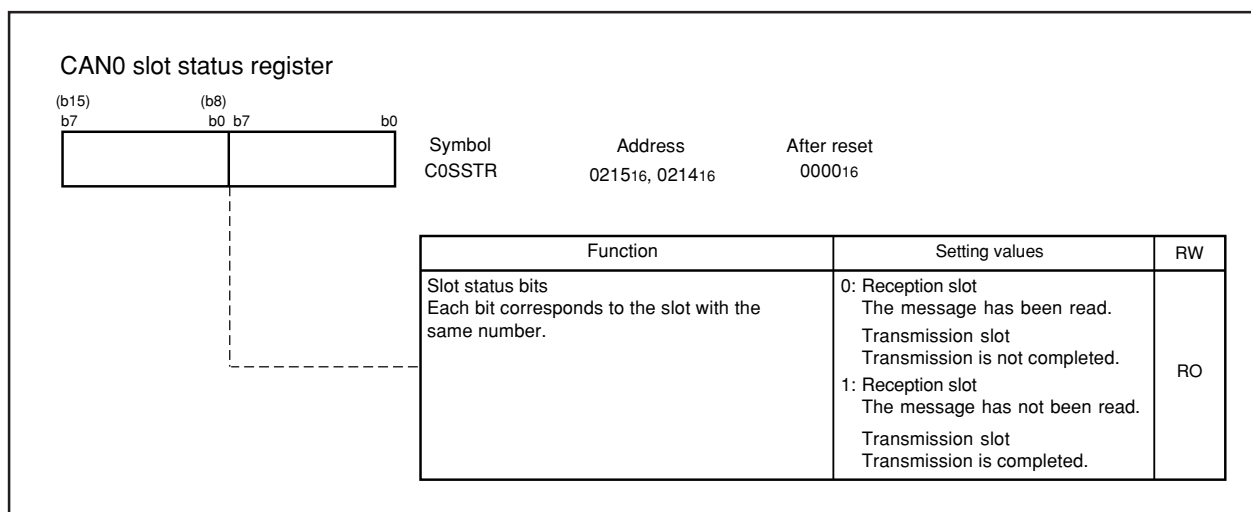 CAN0 slot status register
(b15) (b8)
b7 b0 b7 b0
Symbol Address After reset
C0SSTR 021516, 021416 000016
Function Setting values RW
Slot status bits
Each bit corresponds to the slot with the
same number.
0: Reception slot
The message has been read.
Transmission slot
Transmission is not completed.
1: Reception slot
The message has not been read.
Transmission slot
Transmission is completed.
RO